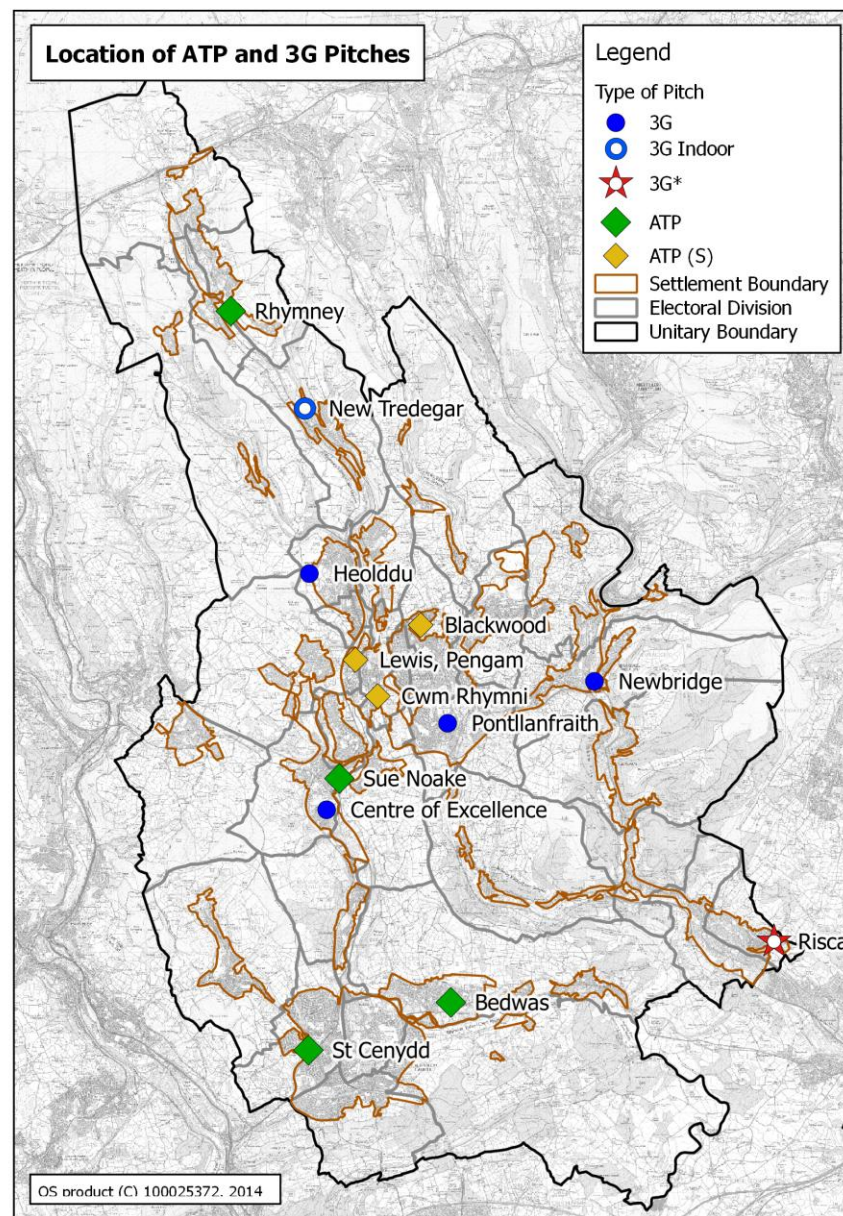 Location of ATP and 3G Pitches
Legend
Type of Pitch
3G
3G Indoor
3G*
ATP
ATP (S)
Settlement Boundary
Electoral Division
Unitary Boundary
Rhymney
New Tredegar
Heolddu
Blackwood
Lewis, Pengam
Cwm Rhymni
Newbridge
Pontllanfraith
Sue Noake
Centre of Excellence
Risca
Bedwas
St Cenydd
OS product (C) 100025372, 2014